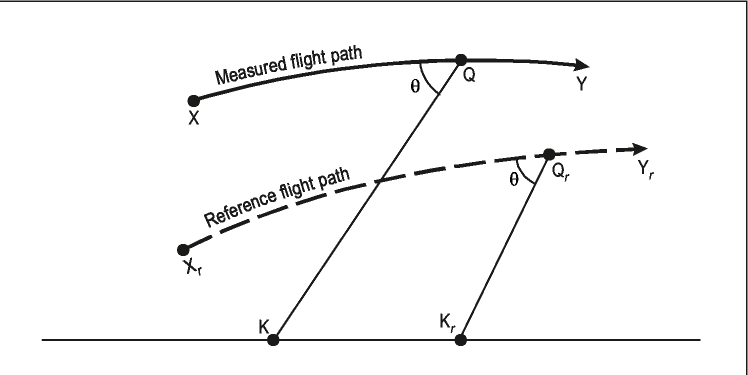 Measured flight path
Q
θ
Y
X
Reference flight path
θ
Qr
Yr
Xr
K
Kr